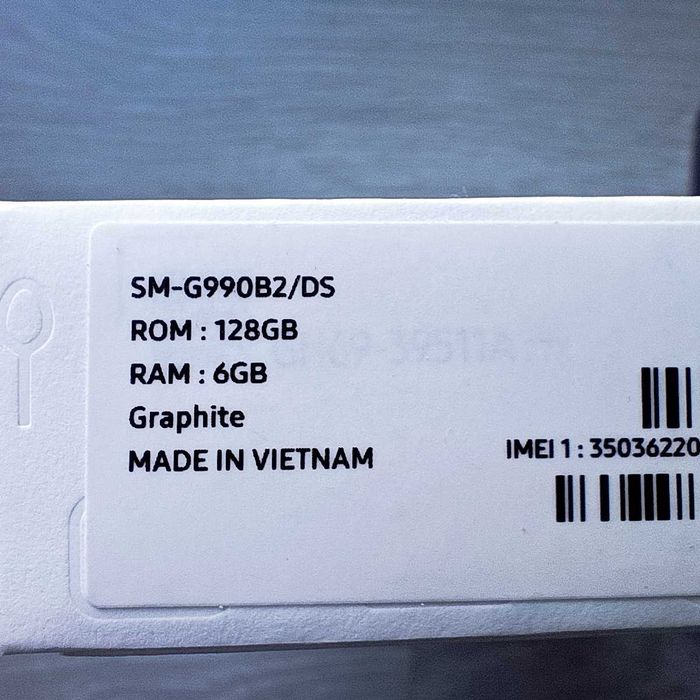 SM-G990B2/DS
ROM : 128GB
RAM : 6GB
Graphite
MADE IN VIETNAM
IMEI 1 : 35036220